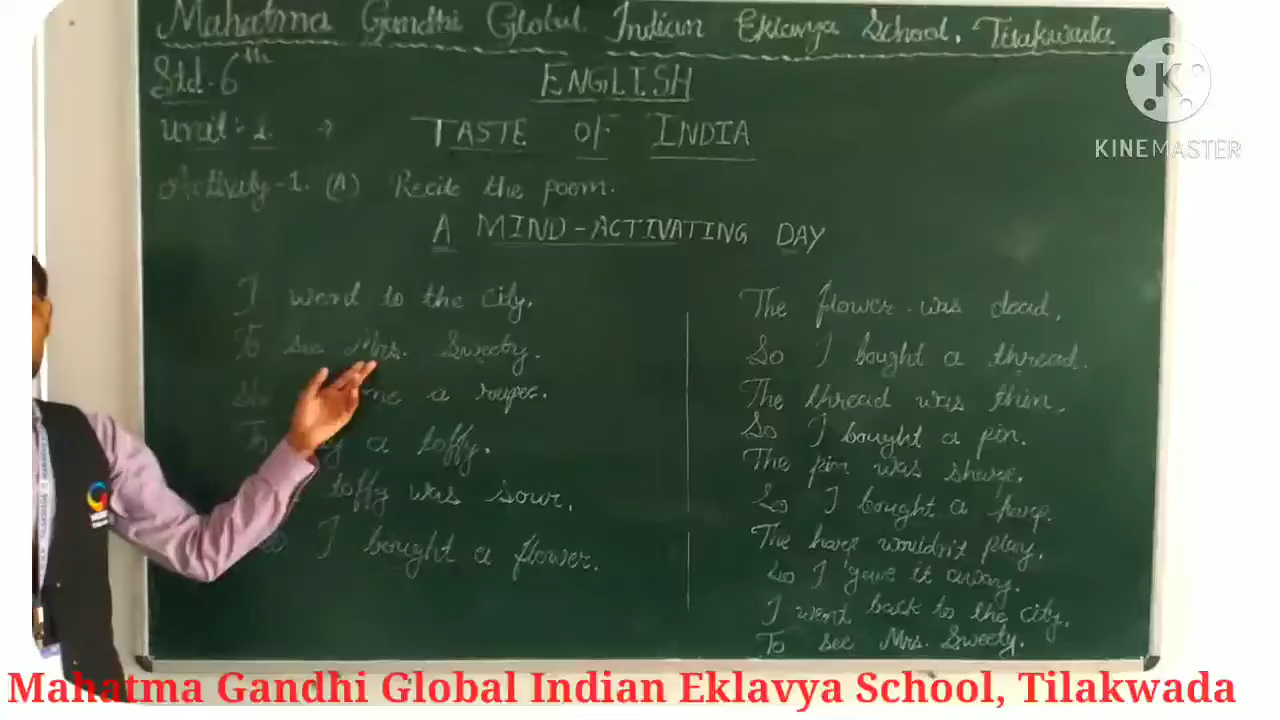 Mahatma Gandhi Global Indian Eklavya School, Tilakwada
Std. 6th
ENGLISH
KINEMASTER
Unit:- 2. → TASTE OF INDIA
Activity-1. (A) Recite the poem.
A MIND-ACTIVATING DAY
I went to the city.
To see Mrs. Sweety.
me a rupee.
a toffy.
toffy was sour,
So I bought a flower.
The flower was dead,
So I bought a thread.
The thread was thin,
So I bought a pin.
The pin was sharp,
So I bought a harp.
The harp wouldn't play,
So I gave it away.
I went back to the city,
To see Mrs. Sweety.
Mahatma Gandhi Global Indian Eklavya School, Tilakwada